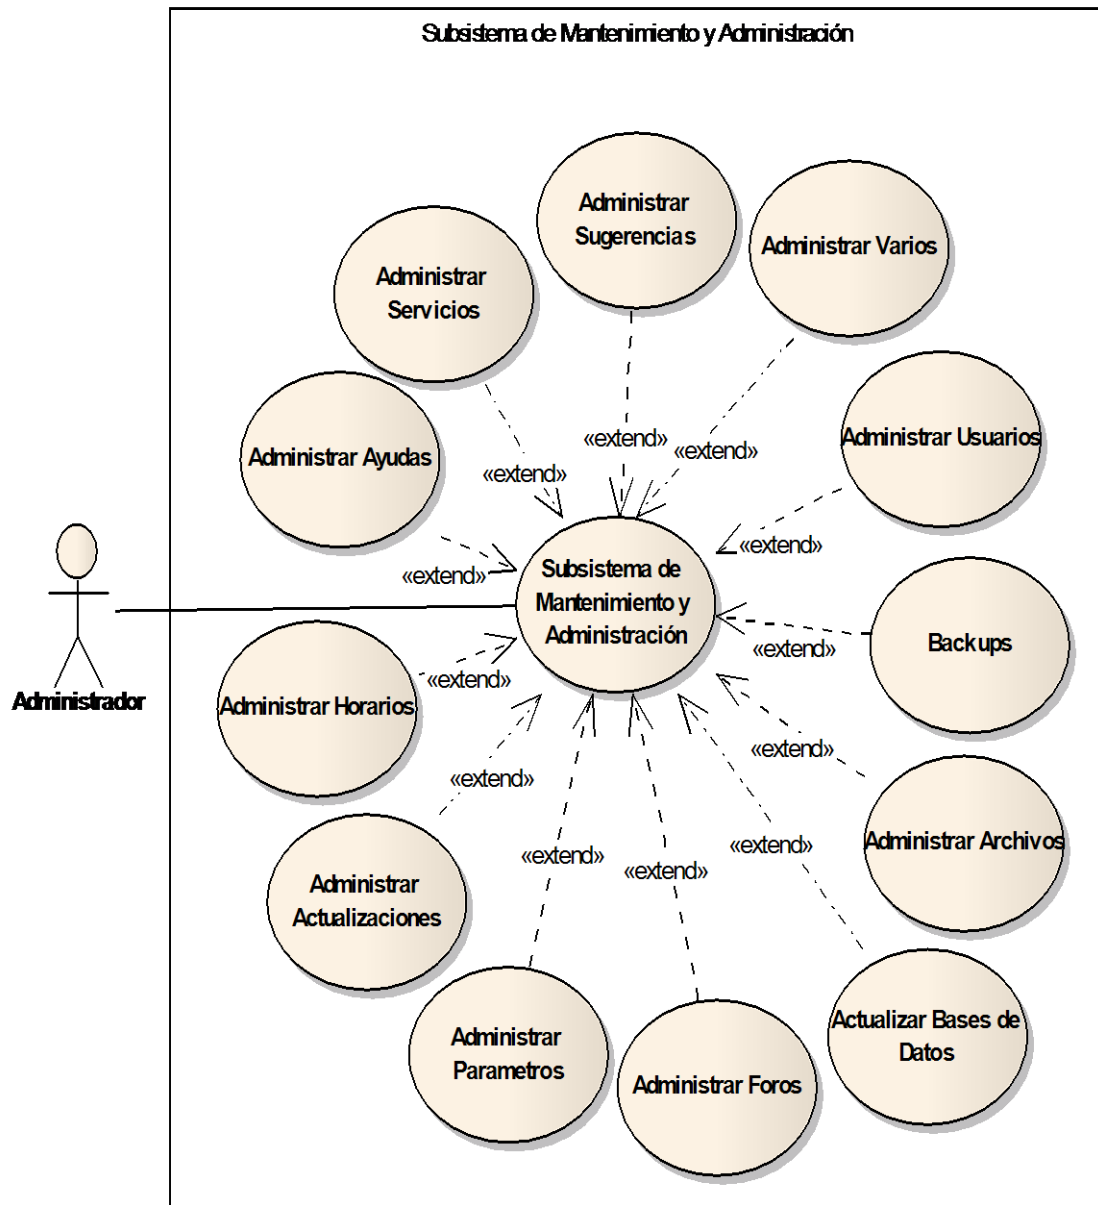 Subsistema de Mantenimiento y Administración
Administrar
Sugerencias
Administrar Varios
Administrar
Servicios
Administrar Usuarios
«extend»
«extend»
Administrar Ayudas
«extend»
«extend»
«extend»
Subsistema de
Mantenimiento y
Administración
Backups
«extend»
Administrador
«extend»
Administrar Horarios
«extend»
«extend»
Administrar Archivos
«extend»
«extend»
«extend»
Administrar
Actualizaciones
Actualizar Bases de
Datos
Administrar
Parametros
Administrar Foros